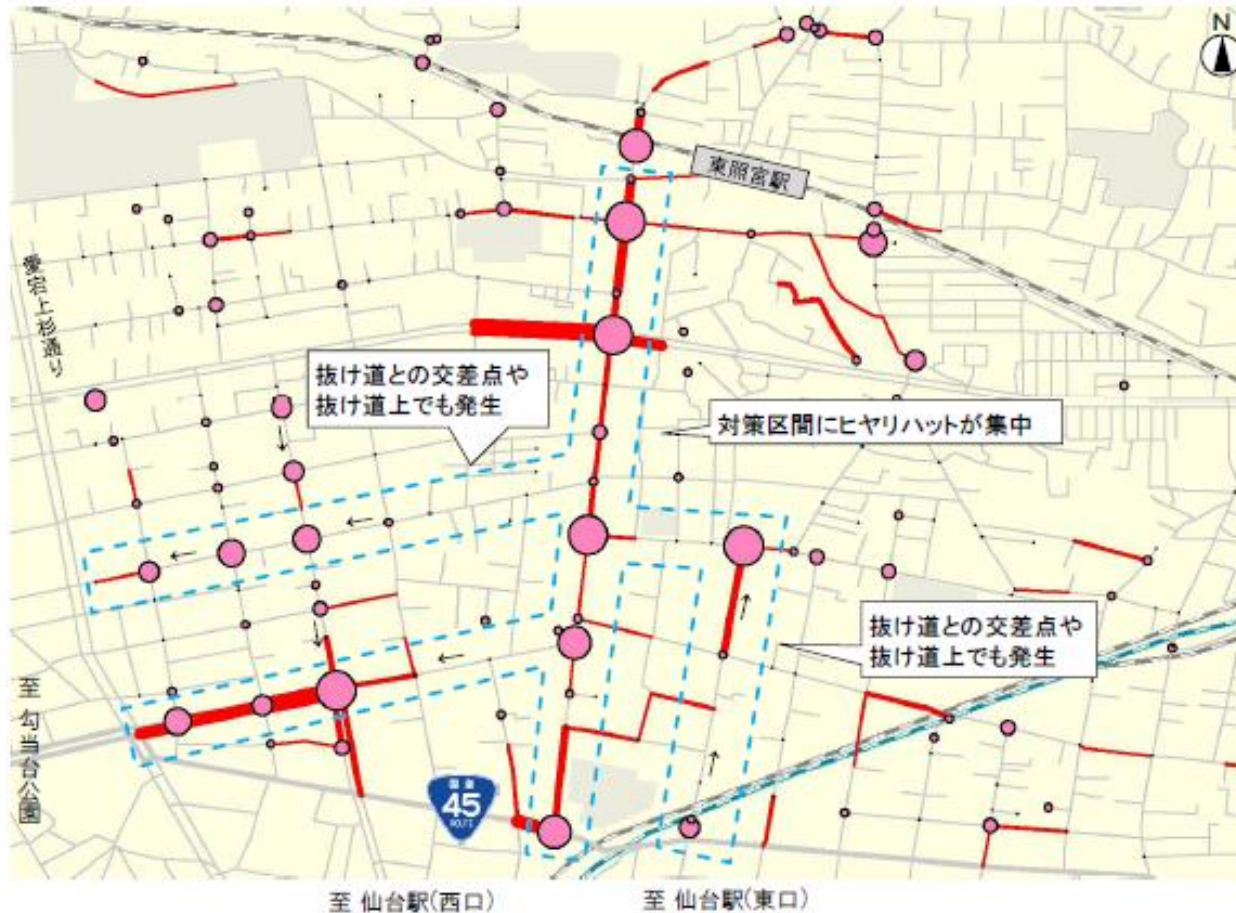 N
東照宮駅
愛宕上杉通り
抜け道との交差点や
抜け道上でも発生
対策区間にヒヤリハットが集中
抜け道との交差点や
抜け道上でも発生
至 勾当台公園
国道
45
ROUTE
至 仙台駅(西口)
至 仙台駅(東口)